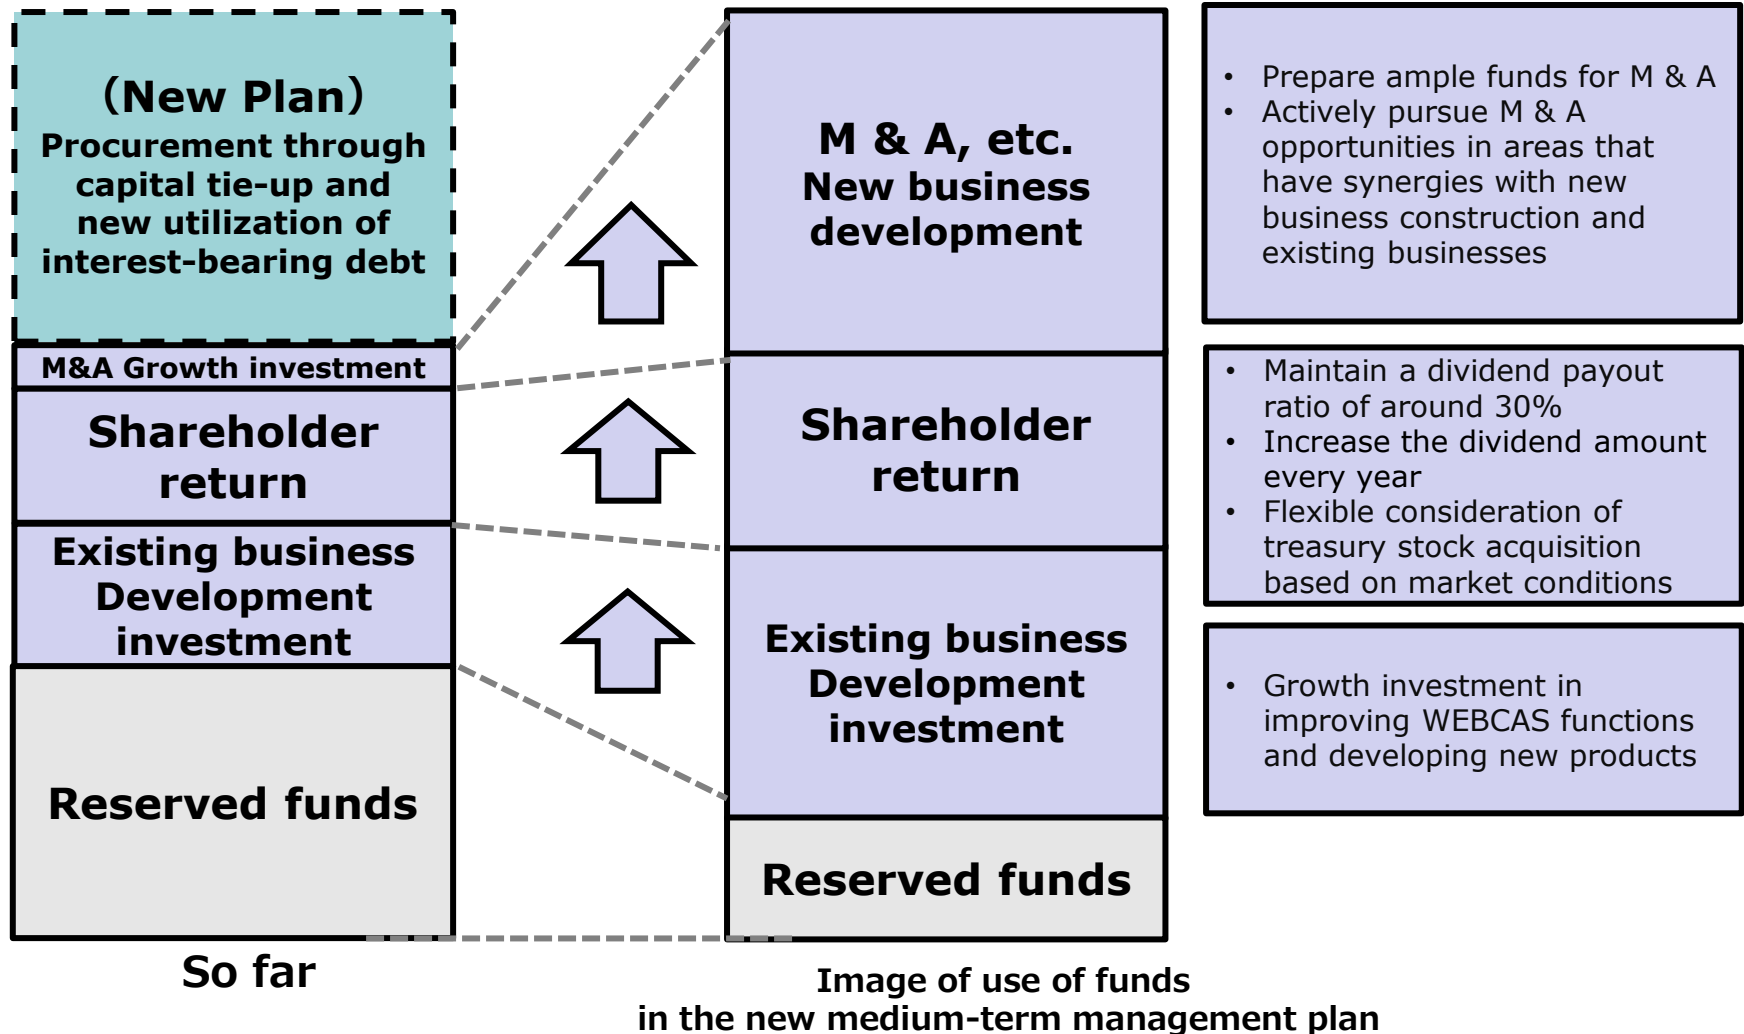 （New Plan）
Procurement through
capital tie-up and
new utilization of
interest-bearing debt
M&A Growth investment
Shareholder
return
Existing business
Development
investment
Reserved funds
So far
M & A, etc.
New business
development
Shareholder
return
Existing business
Development
investment
Reserved funds
Image of use of funds
in the new medium-term management plan
• Prepare ample funds for M & A
• Actively pursue M & A
opportunities in areas that
have synergies with new
business construction and
existing businesses
• Maintain a dividend payout
ratio of around 30%
• Increase the dividend amount
every year
• Flexible consideration of
treasury stock acquisition
based on market conditions
• Growth investment in
improving WEBCAS functions
and developing new products